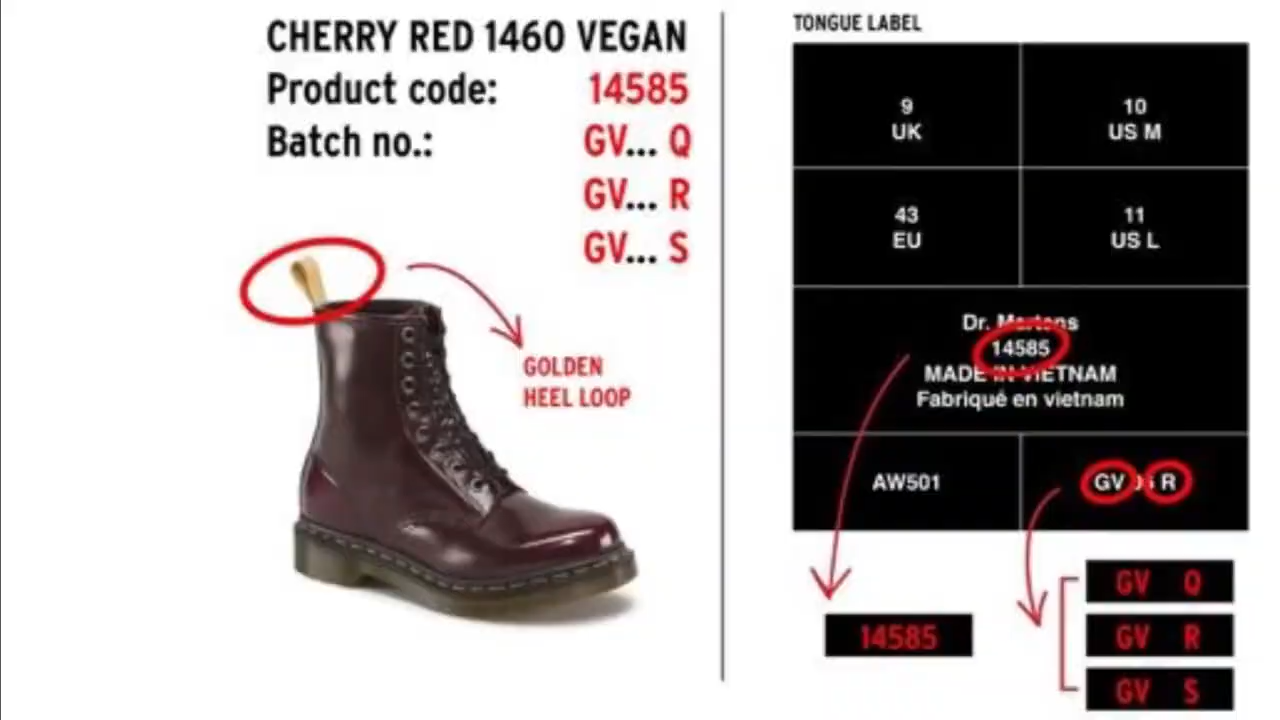 CHERRY RED 1460 VEGAN
Product code: 14585
Batch no.: GV... Q
GV... R
GV... S
GOLDEN
HEEL LOOP
TONGUE LABEL
9
UK
10
US M
43
EU
11
US L
Dr. Martens
14585
MADE IN VIETNAM
Fabriqué en vietnam
AW501
GV R
14585
GV Q
GV R
GV S